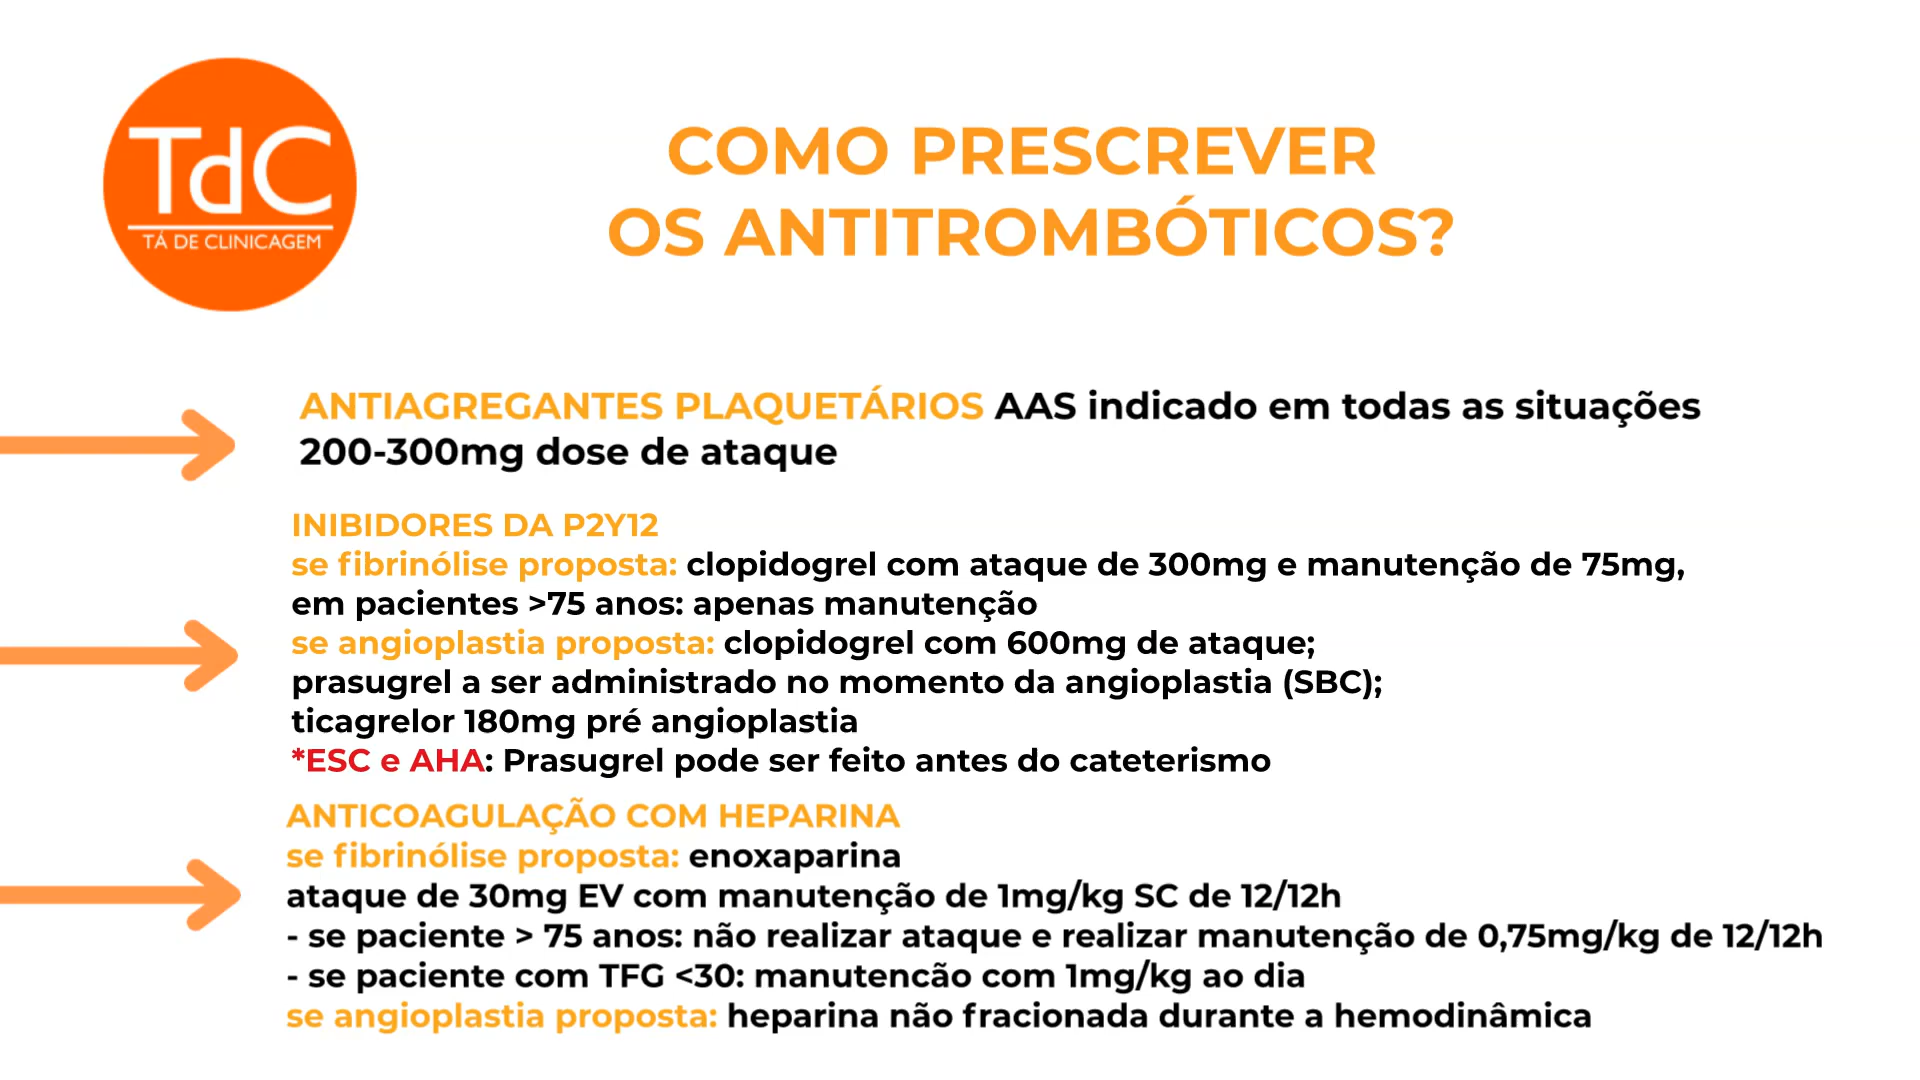 TdC
TÁ DE CLINICAGEM
COMO PRESCREVER
OS ANTITROMBÓTICOS?
ANTIAGREGANTES PLAQUETÁRIOS AAS indicado em todas as situações
200-300mg dose de ataque
INIBIDORES DA P2Y12
se fibrinólise proposta: clopidogrel com ataque de 300mg e manutenção de 75mg,
em pacientes >75 anos: apenas manutenção
se angioplastia proposta: clopidogrel com 600mg de ataque;
prasugrel a ser administrado no momento da angioplastia (SBC);
ticagrelor 180mg pré angioplastia
*ESC e AHA: Prasugrel pode ser feito antes do cateterismo
ANTICOAGULAÇÃO COM HEPARINA
se fibrinólise proposta: enoxaparina
ataque de 30mg EV com manutenção de 1mg/kg SC de 12/12h
- se paciente > 75 anos: não realizar ataque e realizar manutenção de 0,75mg/kg de 12/12h
- se paciente com TFG <30: manutencão com 1mg/kg ao dia
se angioplastia proposta: heparina não fracionada durante a hemodinâmica